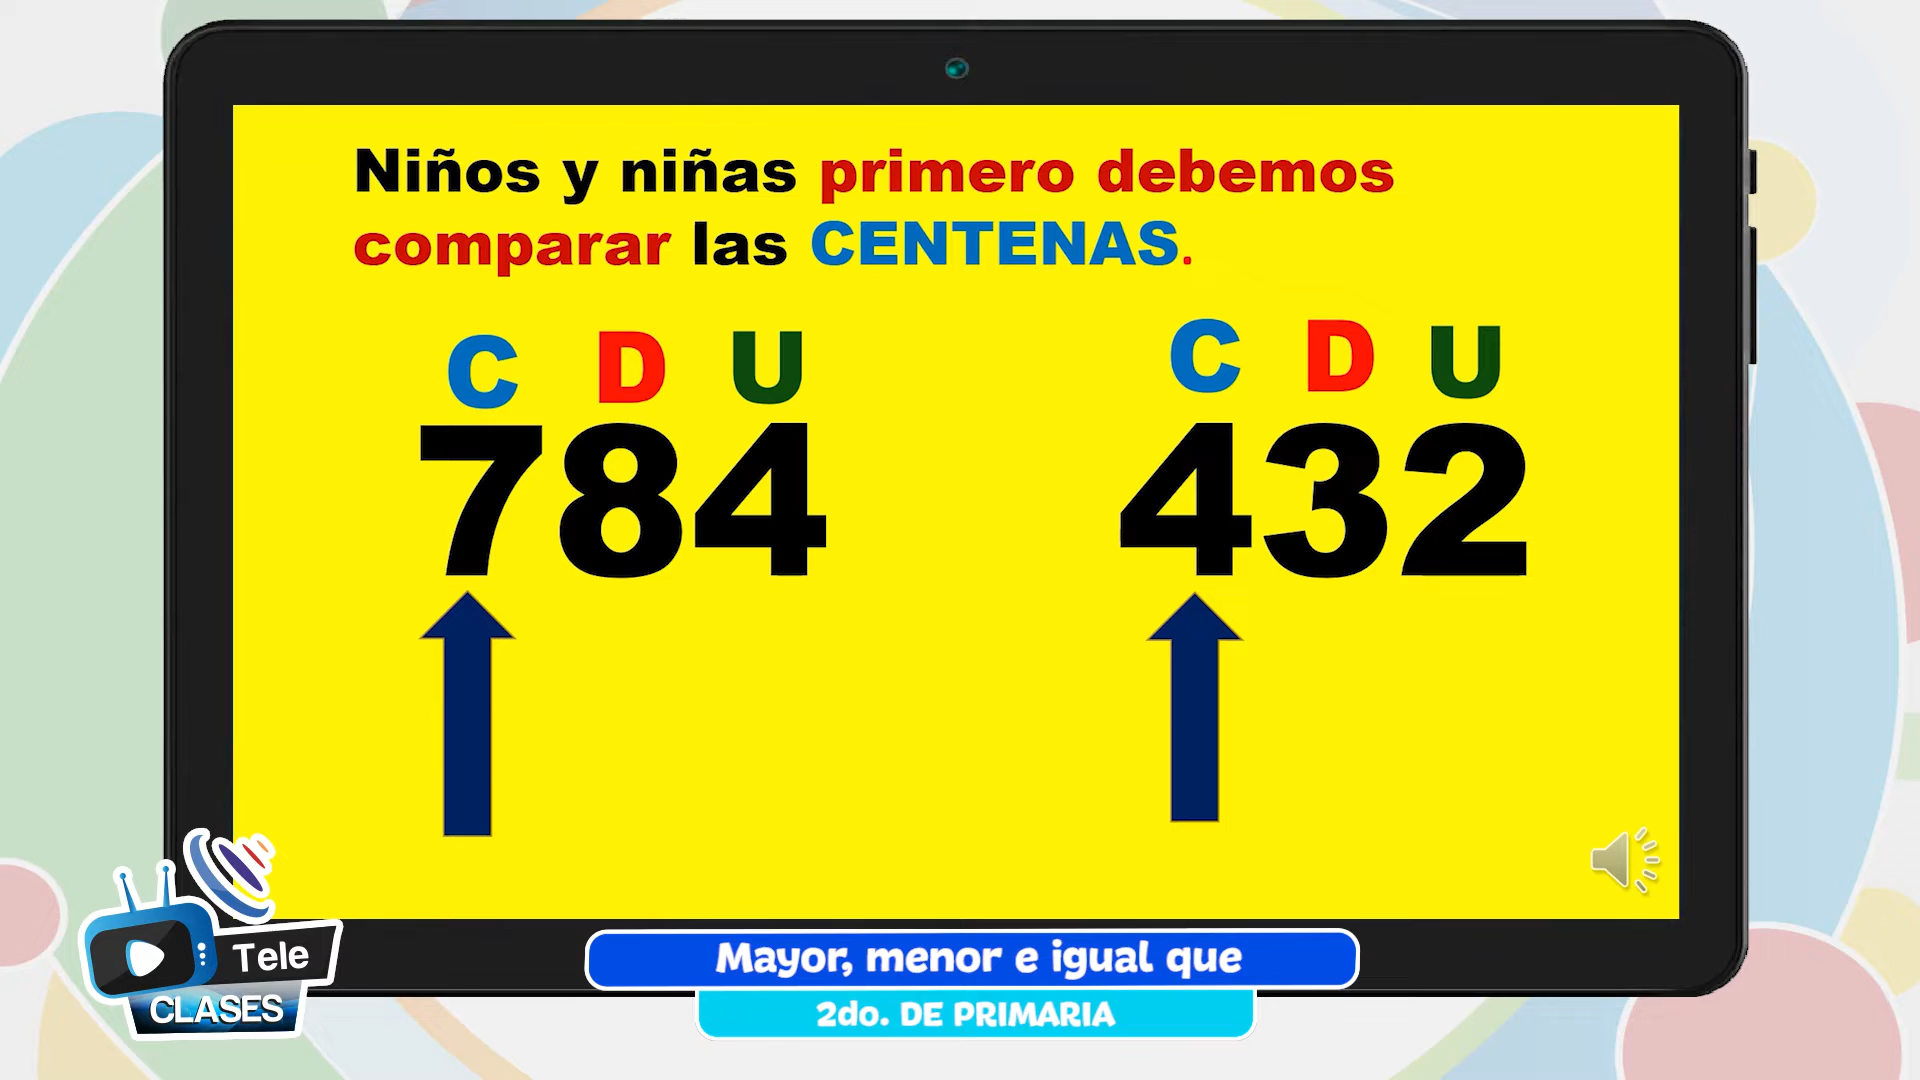 Niños y niñas primero debemos
comparar las CENTENAS.
C D U
C D U
784
432
Tele
CLASES
Mayor, menor e igual que
2do. DE PRIMARIA